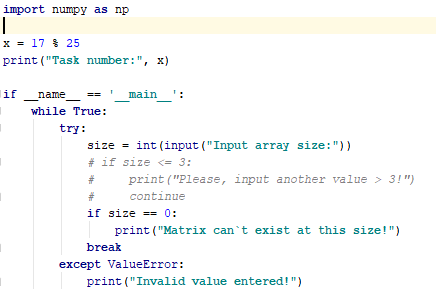 import numpy as np
x = 17 % 25
print("Task number:", x)
if __name__ == '__main__':
while True:
try:
size = int(input("Input array size:"))
# if size <= 3:
#     print("Please, input another value > 3!")
#     continue
if size == 0:
print("Matrix can`t exist at this size!")
break
except ValueError:
print("Invalid value entered!")